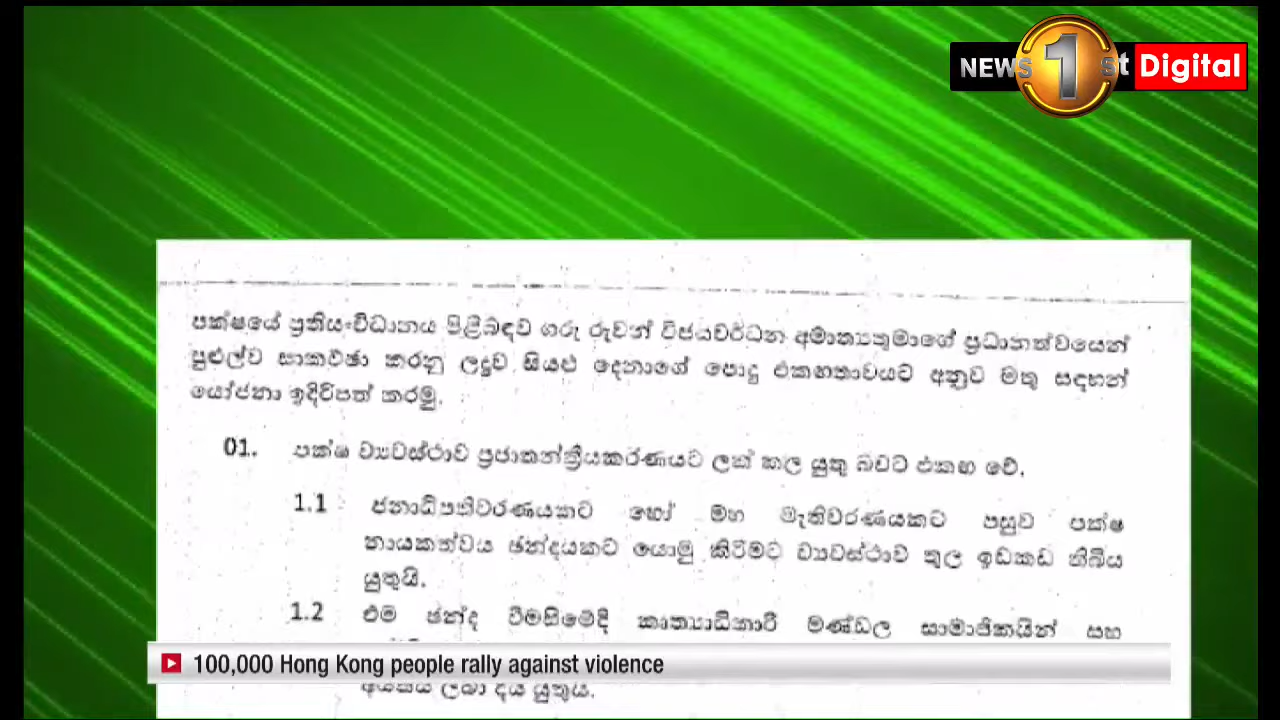 NEWS 1st Digital
පක්ෂයේ ප්‍රතිසංවිධානය පිළිබඳව ගරු රුවන් විජයවර්ධන අමාත්‍යතුමාගේ ප්‍රධානත්වයෙන්
පුළුල්ව සාකච්ඡා කරනු ලදුව සියළු දෙනාගේ පොදු එකඟතාවයට අනුව මතු සඳහන්
යෝජනා ඉදිරිපත් කරමු.
01. පක්ෂ ව්‍යවස්ථාව ප්‍රජාතන්ත්‍රීයකරණයට ලක් කල යුතු බවට එකඟ වේ.
1.1 ජනාධිපතිවරණයකට හෝ මහ මැතිවරණයකට පසුව පක්ෂ
නායකත්වය ඡන්දයකට යොමු කිරීමට ව්‍යවස්ථාව තුල ඉඩකඩ තිබිය
යුතුයි.
1.2 එම ඡන්ද විමසීමේදී කෘත්‍යාධිකාරී මණ්ඩල සාමාජිකයින් සහ
100,000 Hong Kong people rally against violence
ලබා දිය යුතුය.